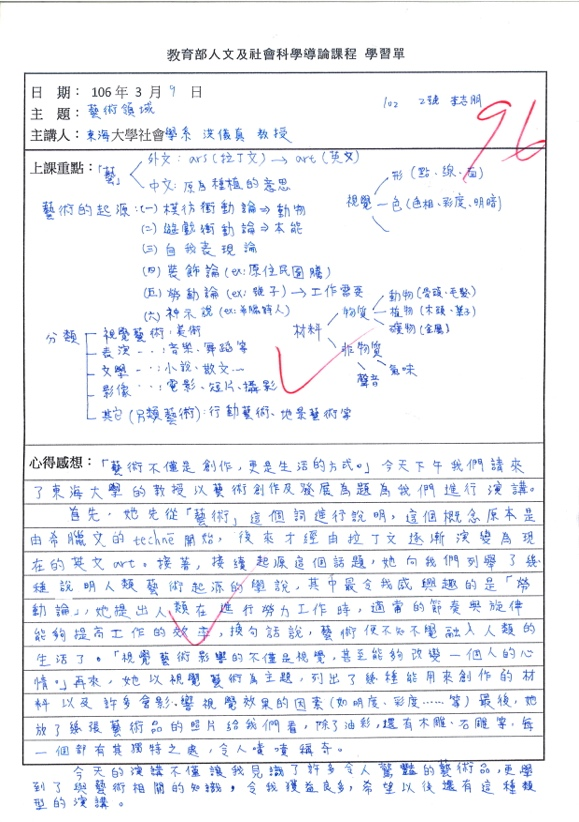 教育部人文及社會科學導論課程 學習單
日 期：106年 3 月 9 日
102 2號
96
主 題：藝術領域
主講人：東海大學社會學系 洪儀真 教授
上課重點：「藝」
外文：ars(拉丁文) → art (英文)
中文：原為種植的意思
視覺
形 (點、線、面)
色(色相、彩度、明暗)
藝術的起源：(一) 模彷衝動論⇒動物
(二) 遊戲衝動論⇒本能
(三) 自我表現論
(四) 裝飾論 (ex：原住民圖騰)
(五) 勞動論 (ex：猴子) → 工作需要
(六) 神示說 (ex：希臘詩人)
材料
物質
動物 (骨頭、毛髮)
植物 (木頭、葉子)
礦物 (金屬)
非物質
氣味
聲音
分類
視覺藝術：美術
表演〃〃：音樂、舞蹈等
文學〃〃：小說、散文…
影像〃〃：電影、短片、攝影
其它 (另類藝術)：行動藝術、地景藝術等
心得感想：「藝術不僅是創作，更是生活的方式。」今天下午我們請來
了東海大學的教授以藝術創作及發展為題為我們進行演講。
首先，她先從「藝術」這個詞進行說明，這個概念原本是
由希臘文的techne開始，後來才經由拉丁文逐漸演變為現
在的英文art。接著，接續起源這個話題，她向我們列舉了幾
種說明人類藝術起源的學說，其中最令我感興趣的是「勞
動論」，她提出人類在進行勞力工作時，適當的節奏與旋律
能夠提高工作的效率，換句話說，藝術便不知不覺融入人類的
生活了。「視覺藝術影響的不僅是視覺，甚至能夠改變一個人的心
情。」再來，她以視覺藝術為主題，列出了幾種能用來創作的材
料以及許多會影響視覺效果的因素(如明度、彩度……等)最後，她
放了幾張藝術品的照片給我們看，除了油彩，還有木雕、石雕等，每
一個都有其獨特之處，令人嘖嘖稱奇。
今天的演講不僅讓我見識了許多令人驚豔的藝術品，更學
到了與藝術相關的知識，令我獲益良多，希望以後還有這種類
型的演講。